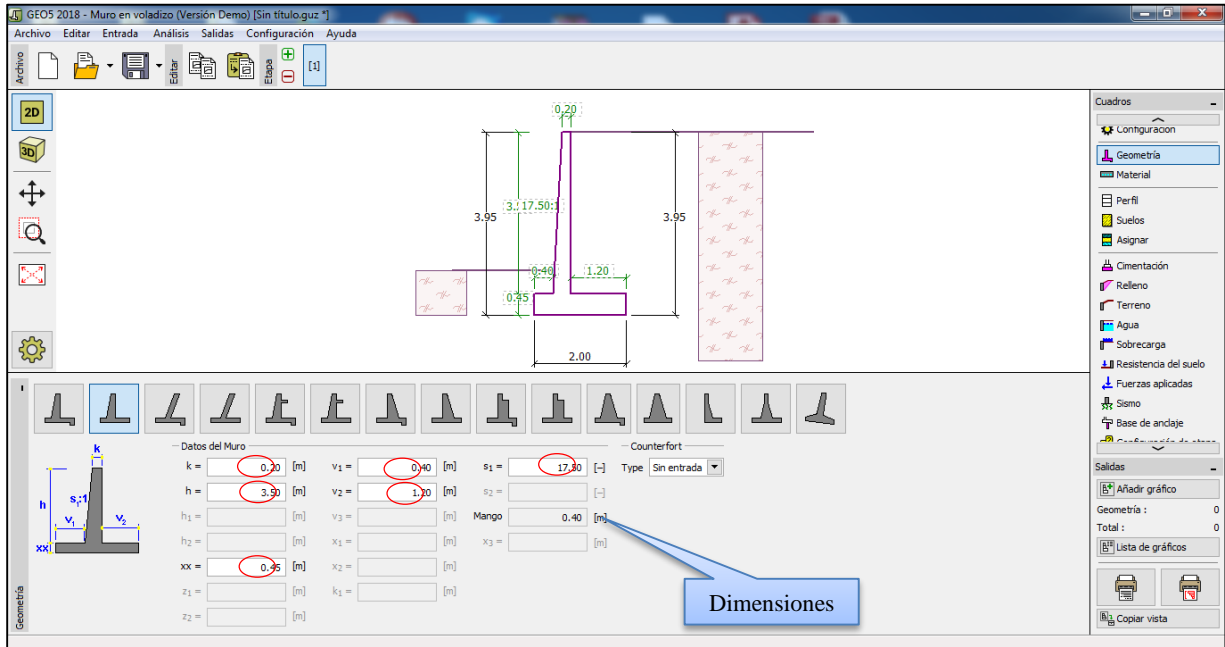 GEO5 2018 - Muro en voladizo (Versión Demo) [Sin título.guz *]
Archivo Editar Entrada Análisis Salidas Configuración Ayuda
Archivo
Editar
Etapa
[1]
2D
3D
0.20
3.95
17.50:1
3.95
0.40
1.20
0.45
2.00
Cuadros
Configuración
Geometría
Material
Perfil
Suelos
Asignar
Cimentación
Relleno
Terreno
Agua
Sobrecarga
Resistencia del suelo
Fuerzas aplicadas
Sismo
Base de anclaje
Configuración de etapa
Salidas
Añadir gráfico
Geometría : 0
Total : 0
Lista de gráficos
Copiar vista
Geometría
k
h
s₁:1
v₁
v₂
xx
Datos del Muro
k = 0.20 [m] v₁ = 0.40 [m] s₁ = 17.50 [–]
h = 3.50 [m] v₂ = 1.20 [m] s₂ = [–]
h₁ = [m] v₃ = [m] Mango 0.40 [m]
h₂ = [m] x₁ = [m] x₃ = [m]
xx = 0.45 [m] x₂ = [m]
z₁ = [m] k₁ = [m]
z₂ = [m]
Counterfort
Type Sin entrada
Dimensiones